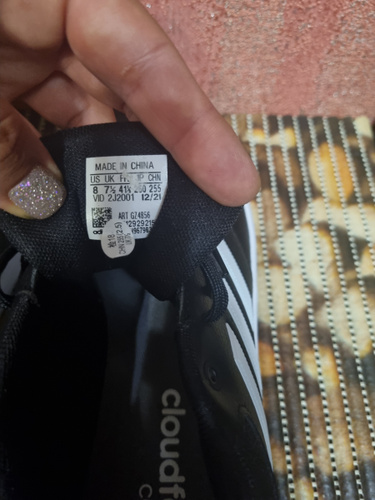 MADE IN CHINA
US UK FR JP CHN
8 7½ 41⅓ 260 255
VID 2J2001 12/21
ART GZ4856
cloudf